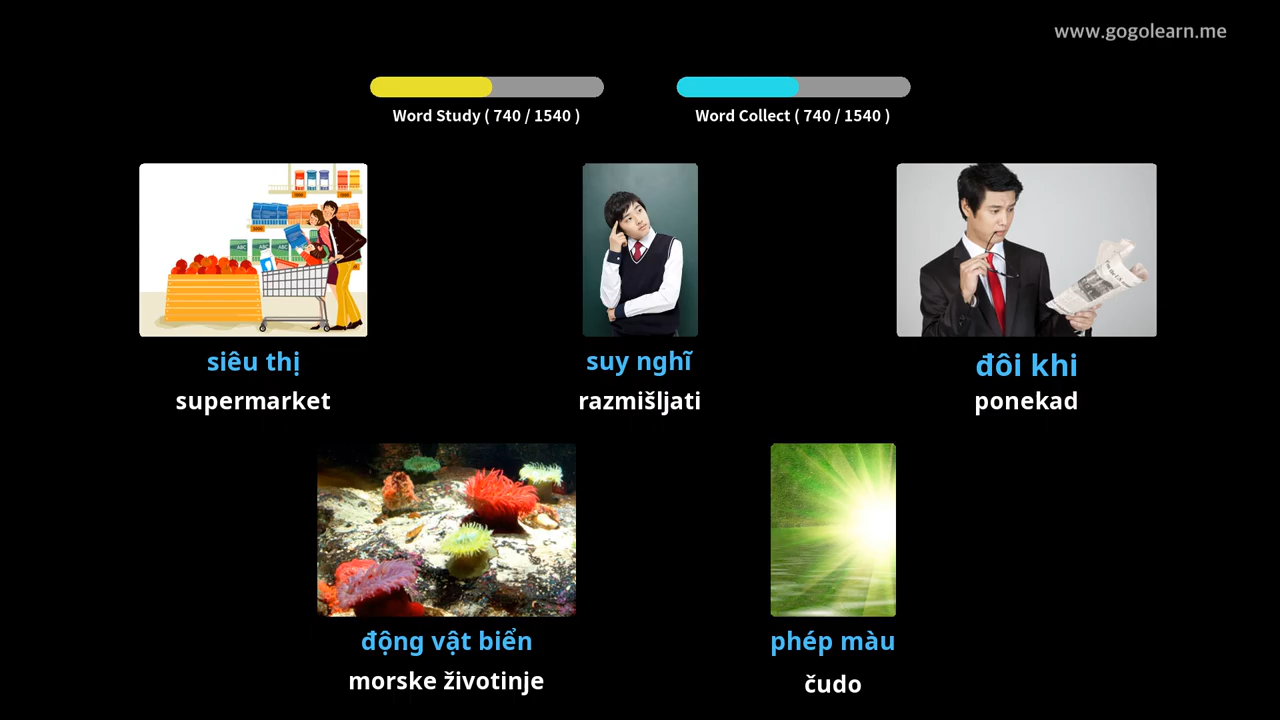 www.gogolearn.me
Word Study ( 740 / 1540 )
Word Collect ( 740 / 1540 )
siêu thị
supermarket
suy nghĩ
razmišljati
đôi khi
ponekad
động vật biển
morske životinje
phép màu
čudo